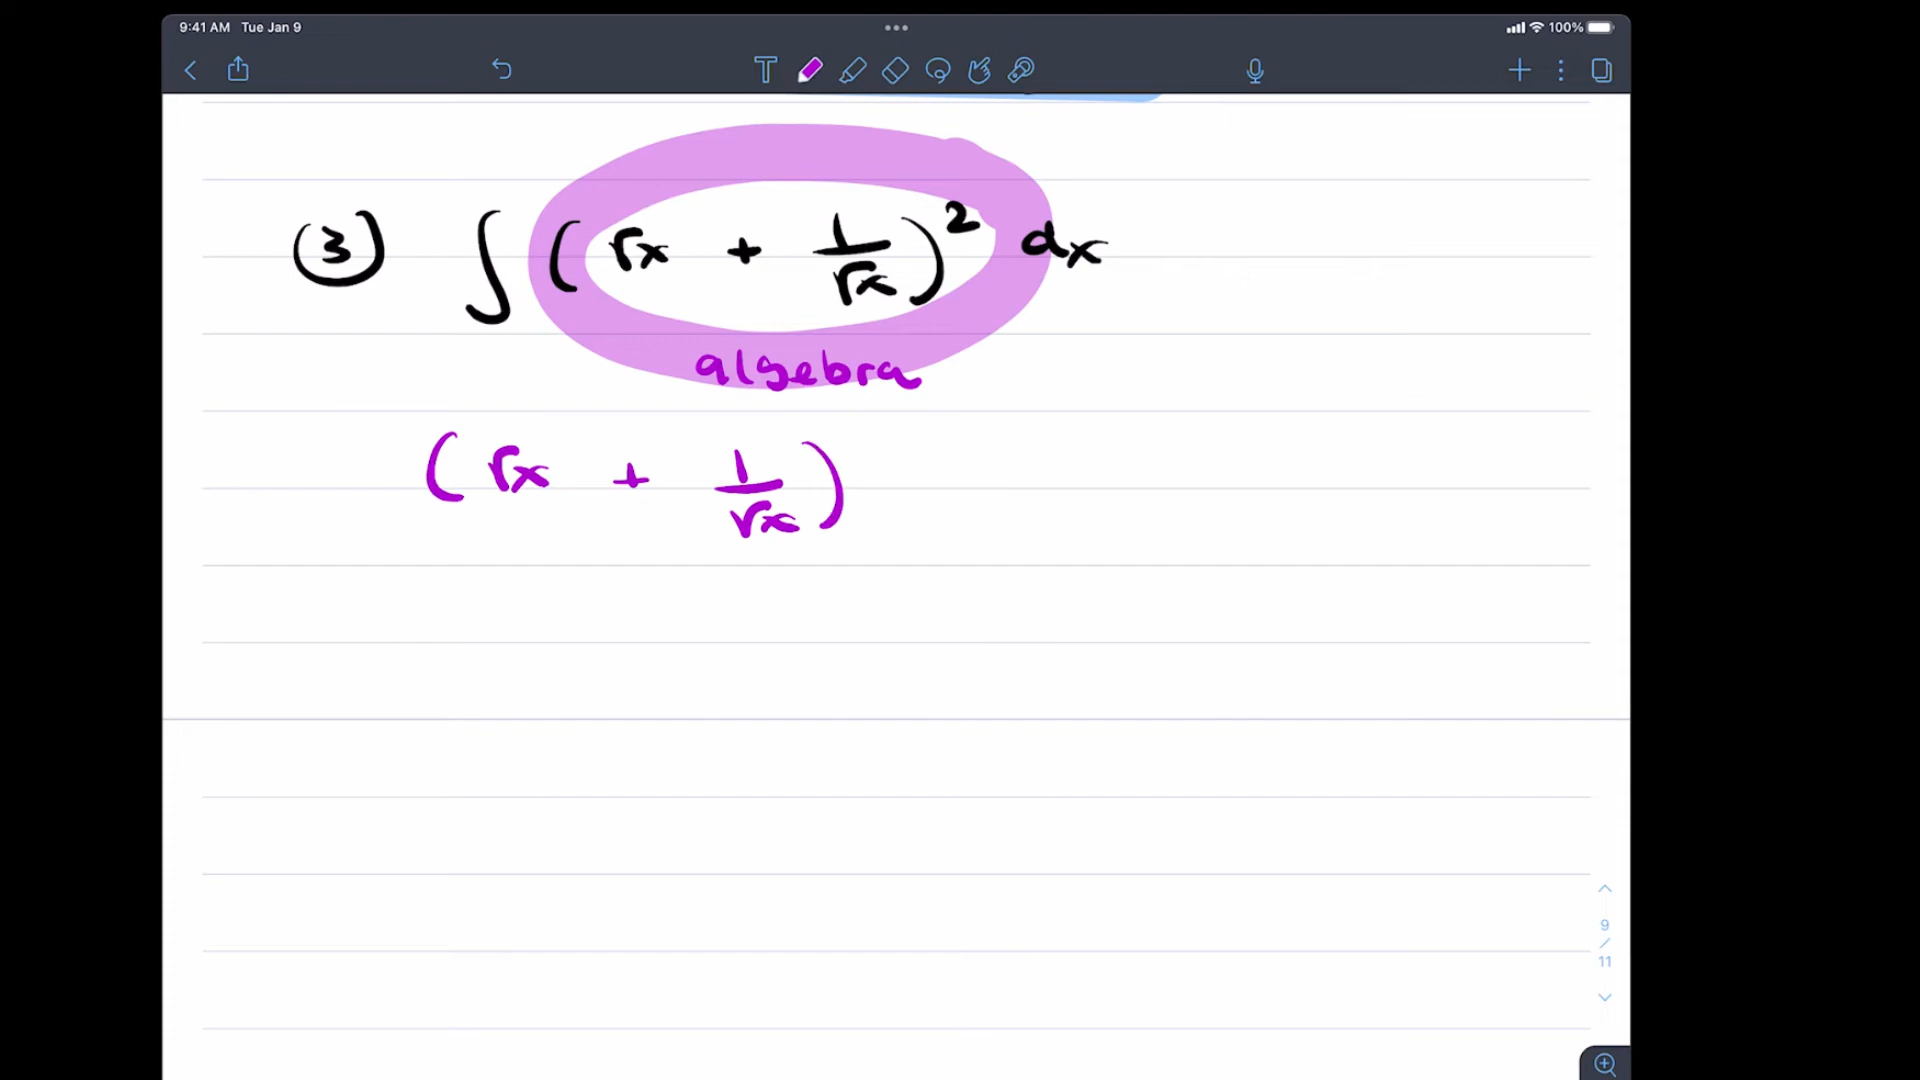 9:41 AM Tue Jan 9
100%
(3) ∫ (√x + 1/√x)² dx
algebra
(√x + 1/√x)
9
/
11